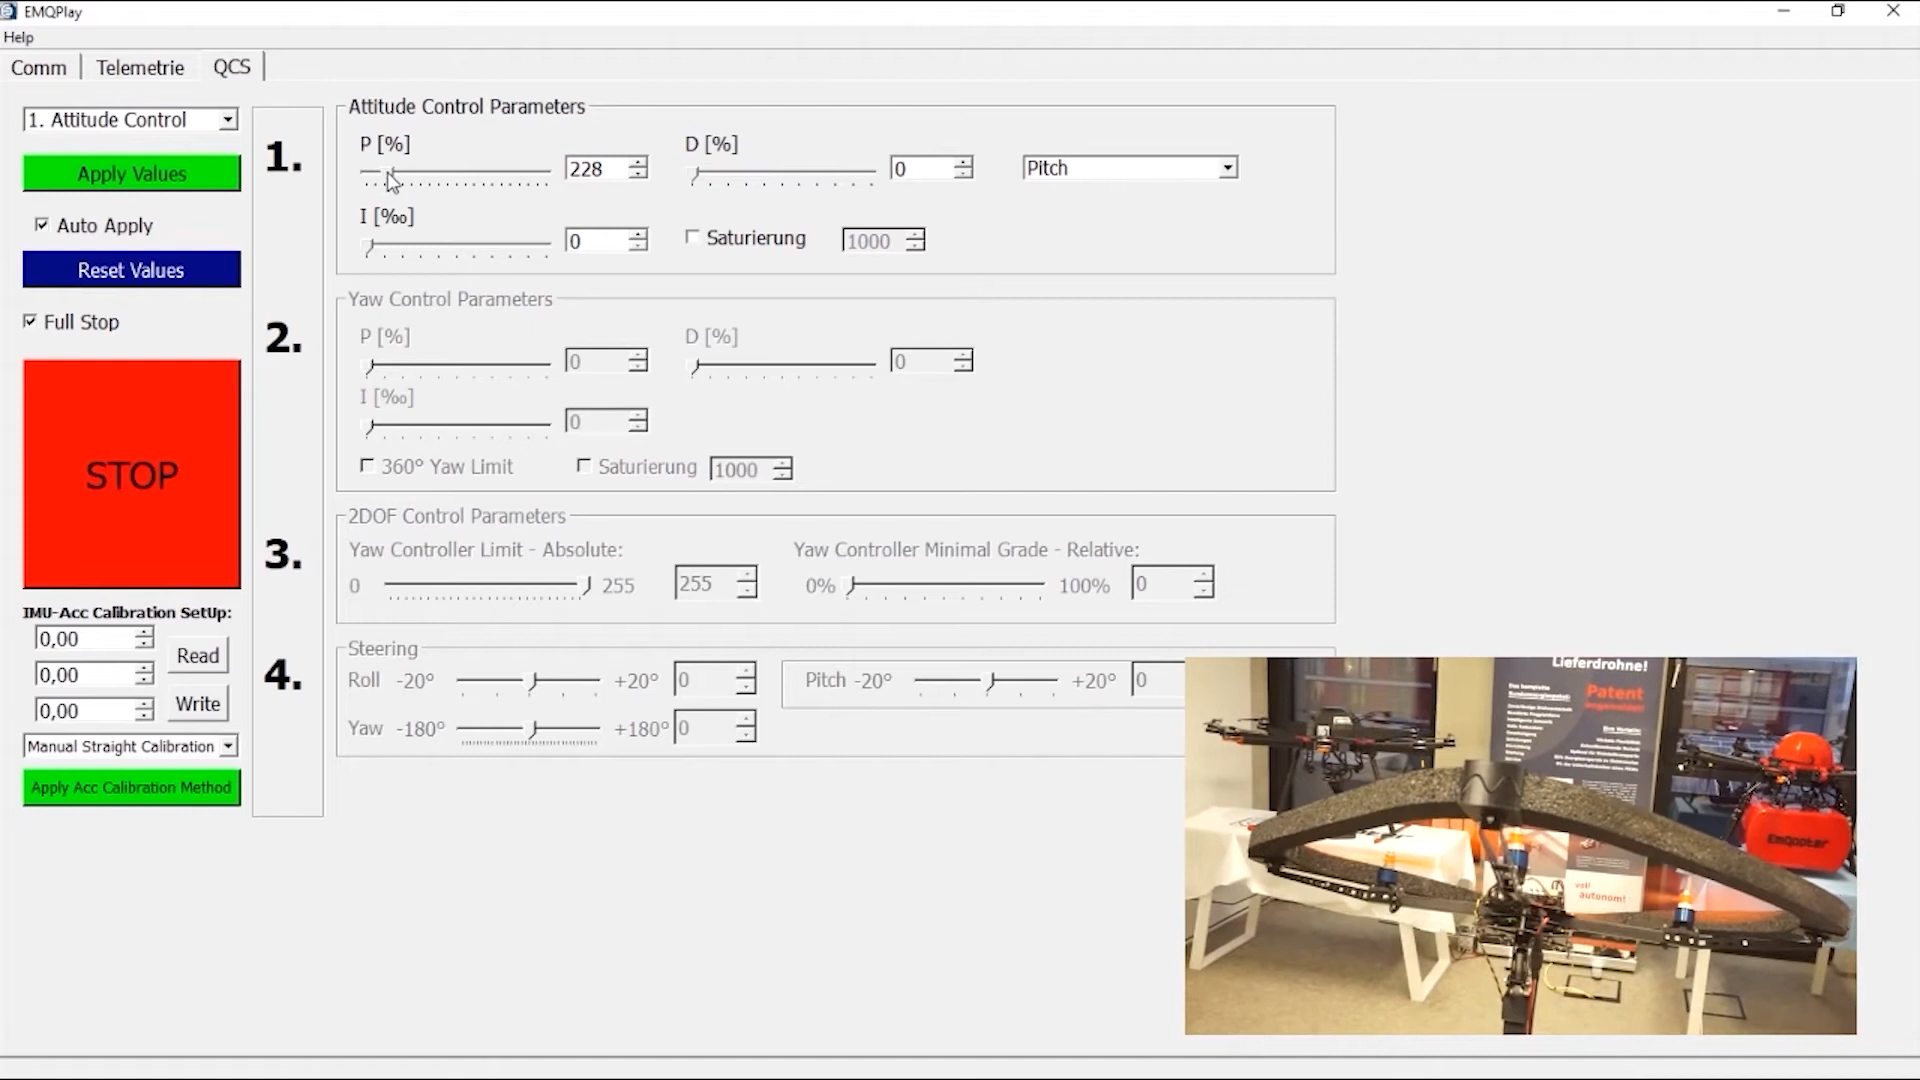 EMQPlay
Help
Comm
Telemetrie
QCS
1. Attitude Control
Apply Values
Auto Apply
Reset Values
Full Stop
STOP
IMU-Acc Calibration SetUp:
0,00
0,00
Read
0,00
Write
Manual Straight Calibration
Apply Acc Calibration Method
1.
2.
3.
4.
Attitude Control Parameters
P [%]
228
D [%]
0
Pitch
I [‰]
0
Saturierung
1000
Yaw Control Parameters
P [%]
0
D [%]
0
I [‰]
0
360° Yaw Limit
Saturierung
1000
2DOF Control Parameters
Yaw Controller Limit - Absolute:
0
255
255
Yaw Controller Minimal Grade - Relative:
0%
100%
0
Steering
Roll -20°
+20°
0
Pitch -20°
+20°
0
Yaw -180°
+180°
0
Lieferdrohne!
Patent
angemeldet!
voll
autonom!
EmQopter